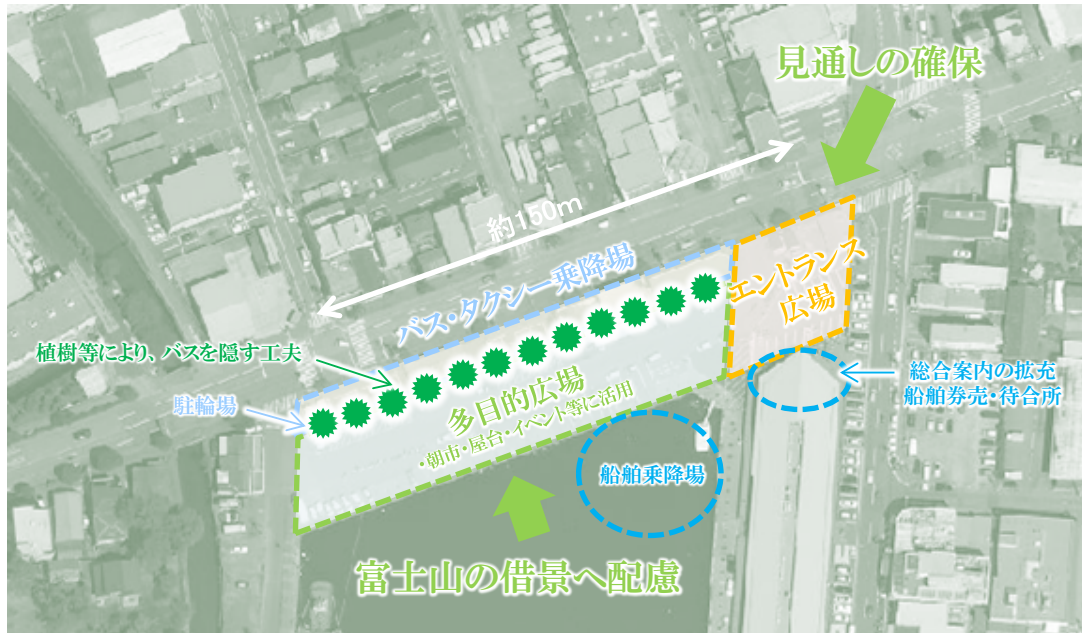 見通しの確保
約150m
バス・タクシー乗降場
エントランス
広場
植樹等により、バスを隠す工夫
駐輪場
多目的広場
・朝市・屋台・イベント等に活用
総合案内の拡充
船舶券売・待合所
船舶乗降場
富士山の借景へ配慮